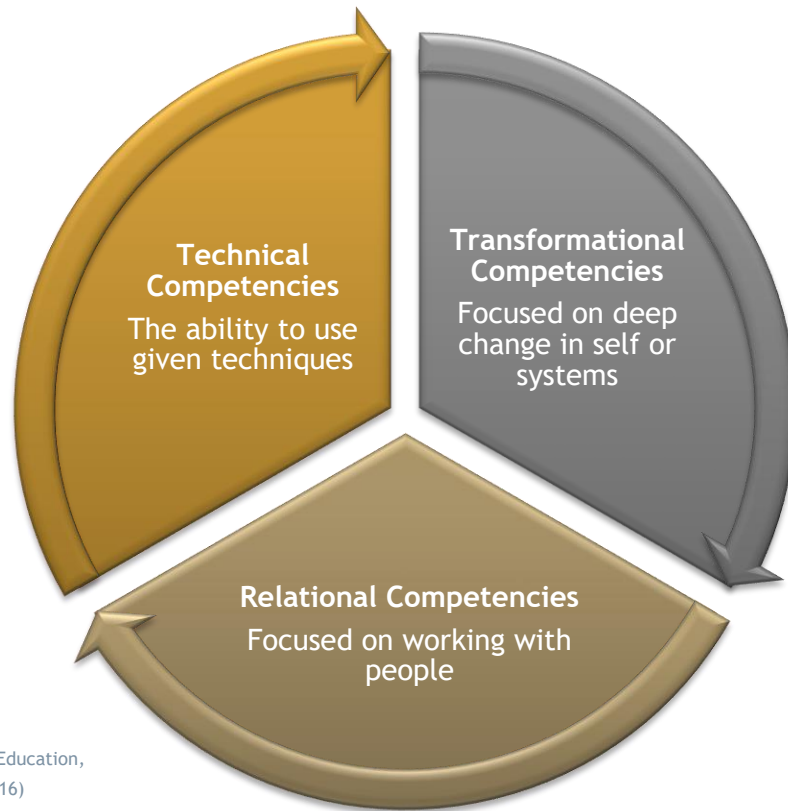 Technical
Competencies
The ability to use
given techniques
Transformational
Competencies
Focused on deep
change in self or
systems
Relational Competencies
Focused on working with
people
Education,
16)